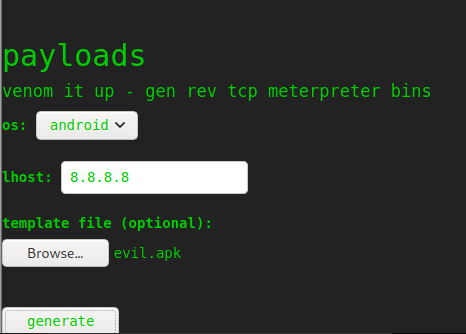 payloads
venom it up - gen rev tcp meterpreter bins
os: android
lhost: 8.8.8.8
template file (optional):
Browse... evil.apk
generate